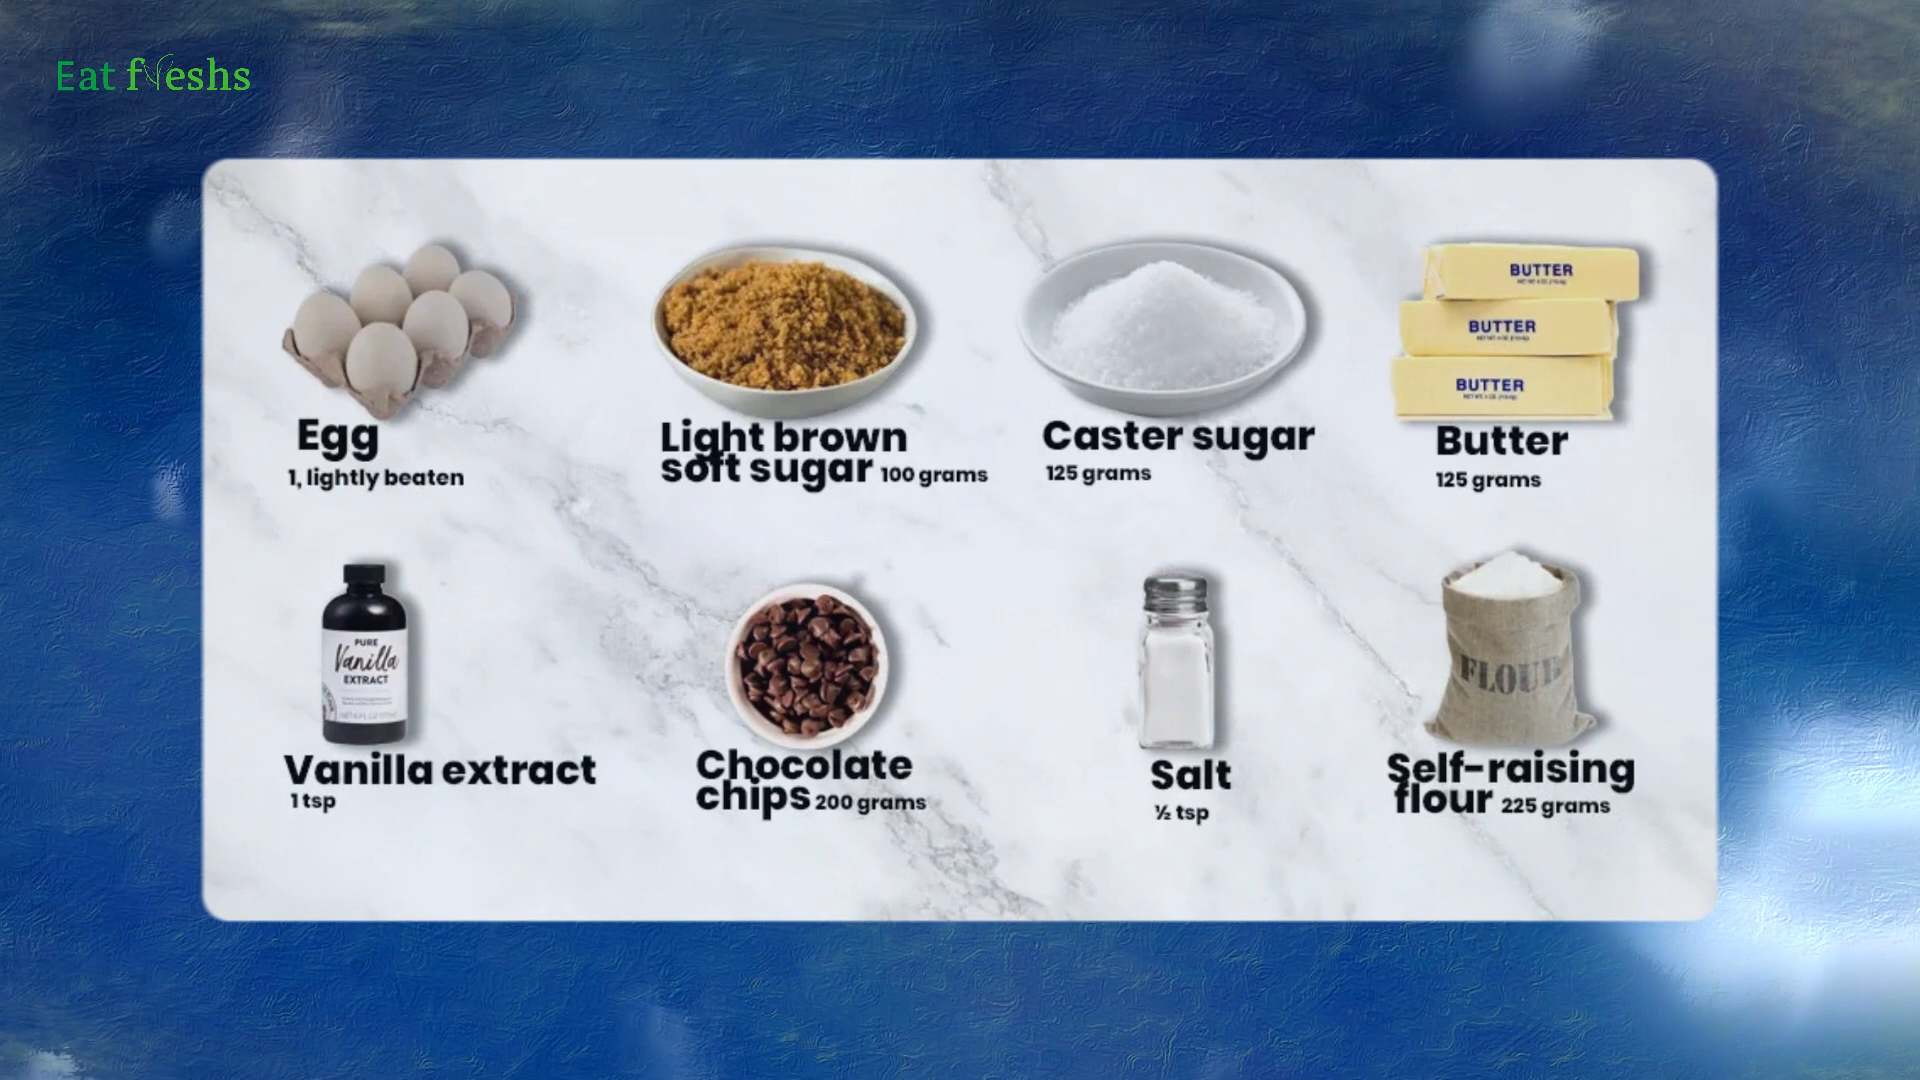 Eat freshs
BUTTER
BUTTER
BUTTER
Egg
1, lightly beaten
Light brown
soft sugar 100 grams
Caster sugar
125 grams
Butter
125 grams
PURE
Vanilla
EXTRACT
FLOUR
Vanilla extract
1 tsp
Chocolate
chips 200 grams
Salt
½ tsp
Self-raising
flour 225 grams